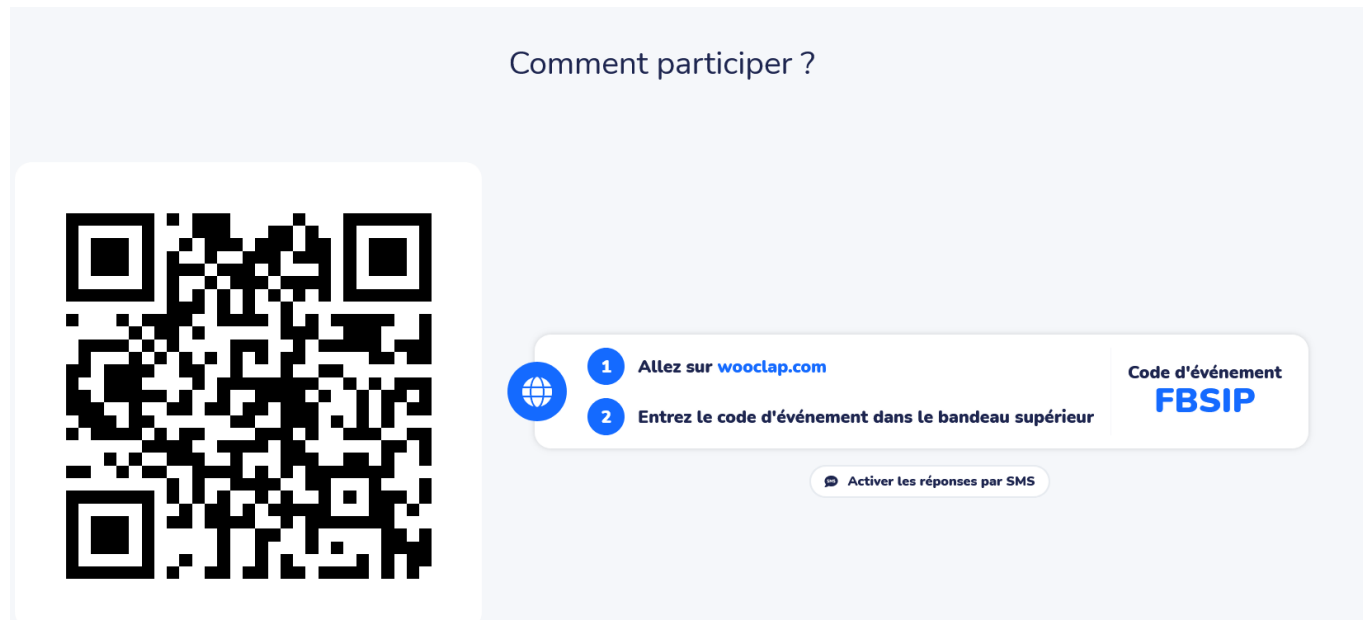 Comment participer ?
1 Allez sur wooclap.com
2 Entrez le code d'événement dans le bandeau supérieur
Code d'événement
FBSIP
SMS Activer les réponses par SMS